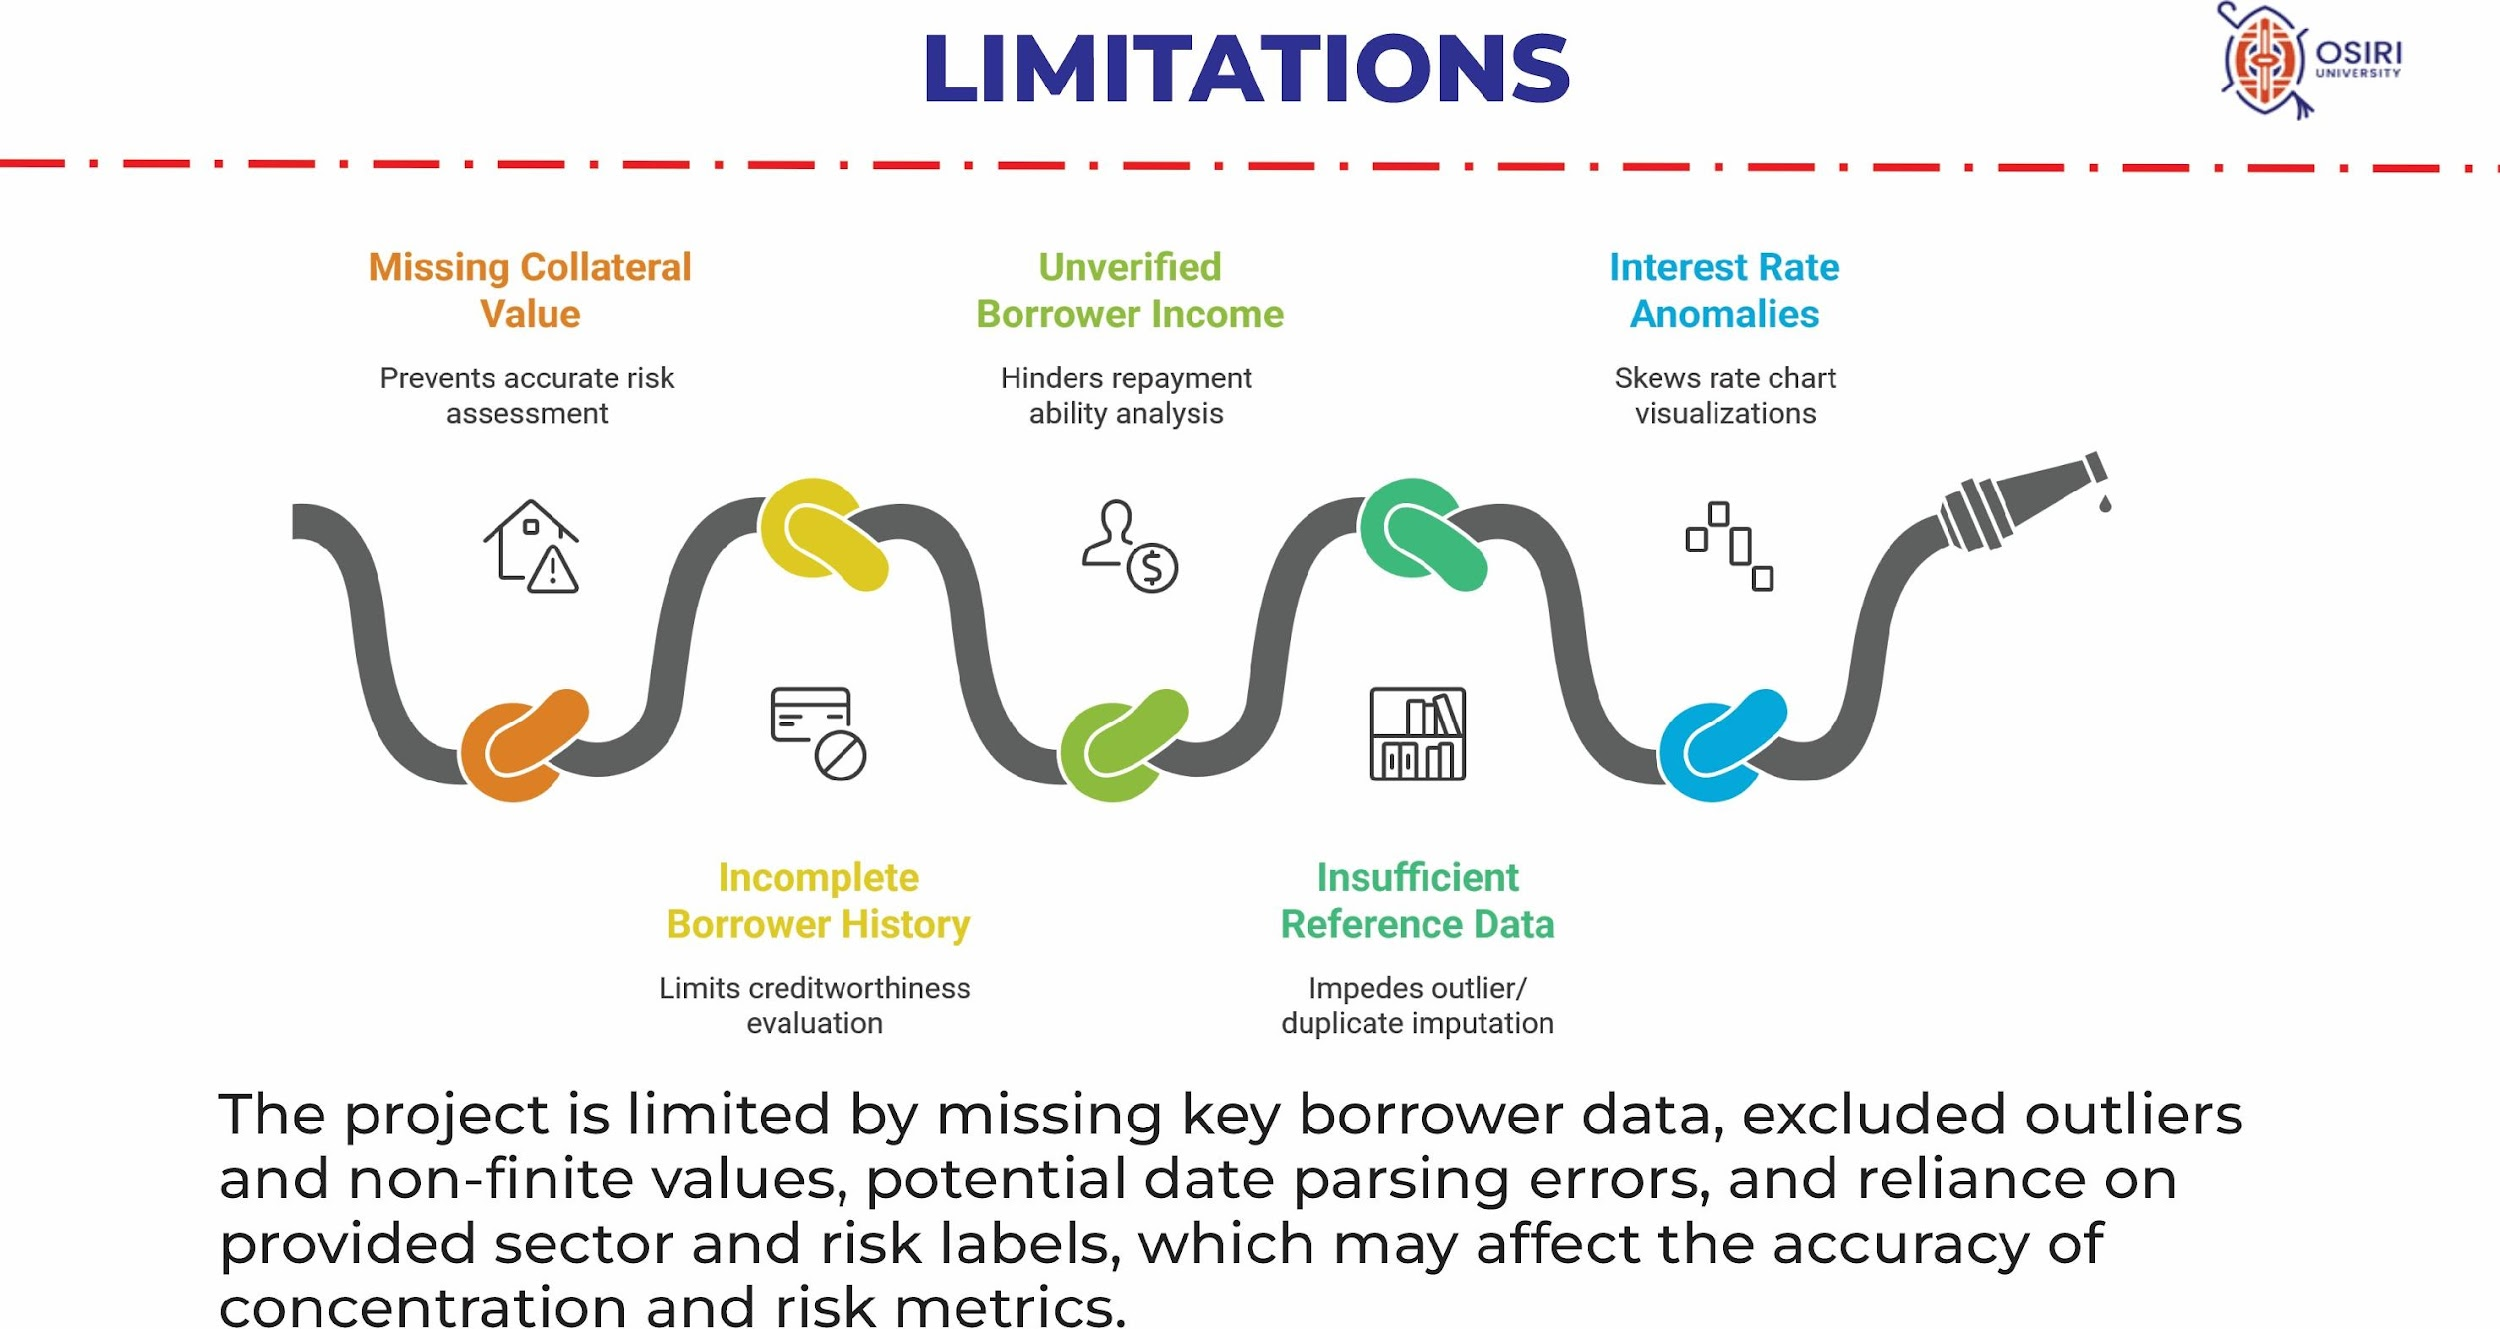 LIMITATIONS
OSIRI
UNIVERSITY
Missing Collateral
Value
Prevents accurate risk
assessment
Unverified
Borrower Income
Hinders repayment
ability analysis
Interest Rate
Anomalies
Skews rate chart
visualizations
$
Incomplete
Borrower History
Limits creditworthiness
evaluation
Insufficient
Reference Data
Impedes outlier/
duplicate imputation
The project is limited by missing key borrower data, excluded outliers
and non-finite values, potential date parsing errors, and reliance on
provided sector and risk labels, which may affect the accuracy of
concentration and risk metrics.